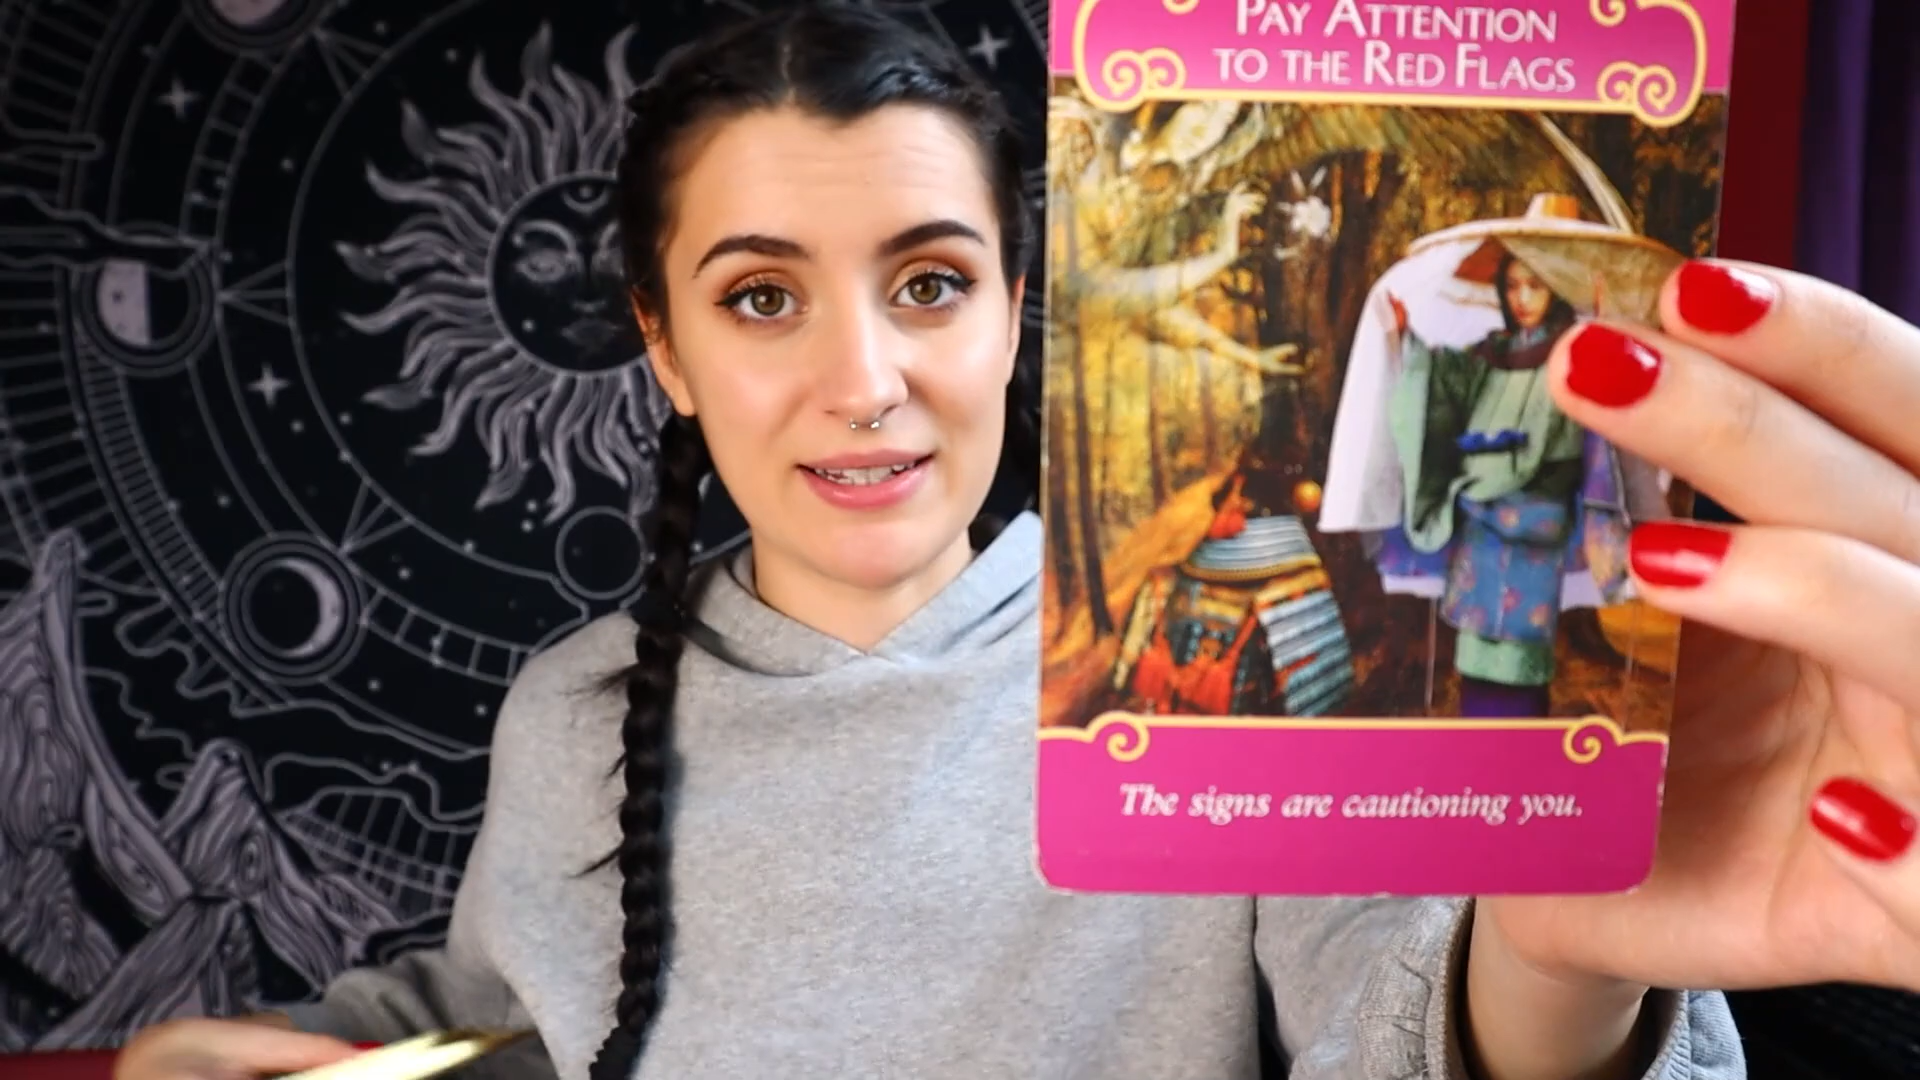 PAY ATTENTION
TO THE RED FLAGS
The signs are cautioning you.